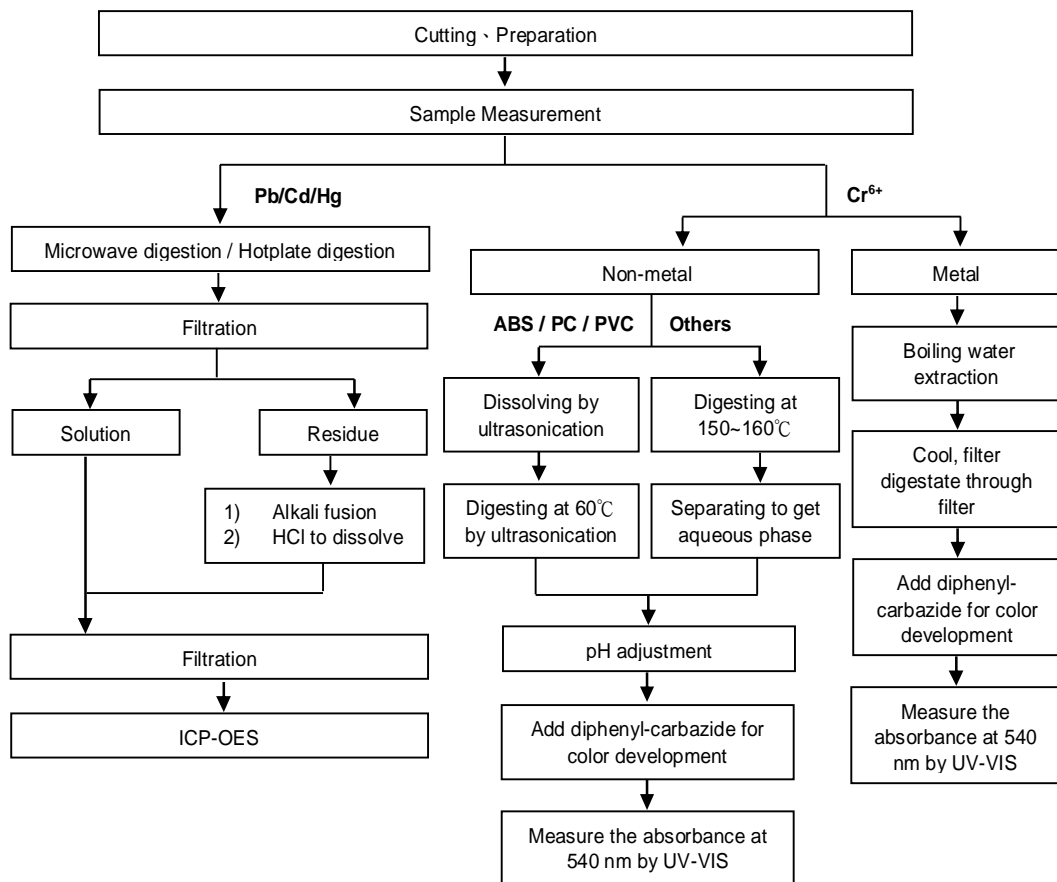 Cutting、Preparation
Sample Measurement
Pb/Cd/Hg
Cr⁶⁺
Microwave digestion / Hotplate digestion
Non-metal
Metal
Filtration
ABS / PC / PVC
Others
Boiling water
extraction
Solution
Residue
Dissolving by
ultrasonication
Digesting at
150~160℃
Cool, filter
digestate through
filter
1) Alkali fusion
2) HCl to dissolve
Digesting at 60℃
by ultrasonication
Separating to get
aqueous phase
Add diphenyl-
carbazide for color
development
Filtration
pH adjustment
ICP-OES
Add diphenyl-carbazide for
color development
Measure the
absorbance at 540
nm by UV-VIS
Measure the absorbance at
540 nm by UV-VIS